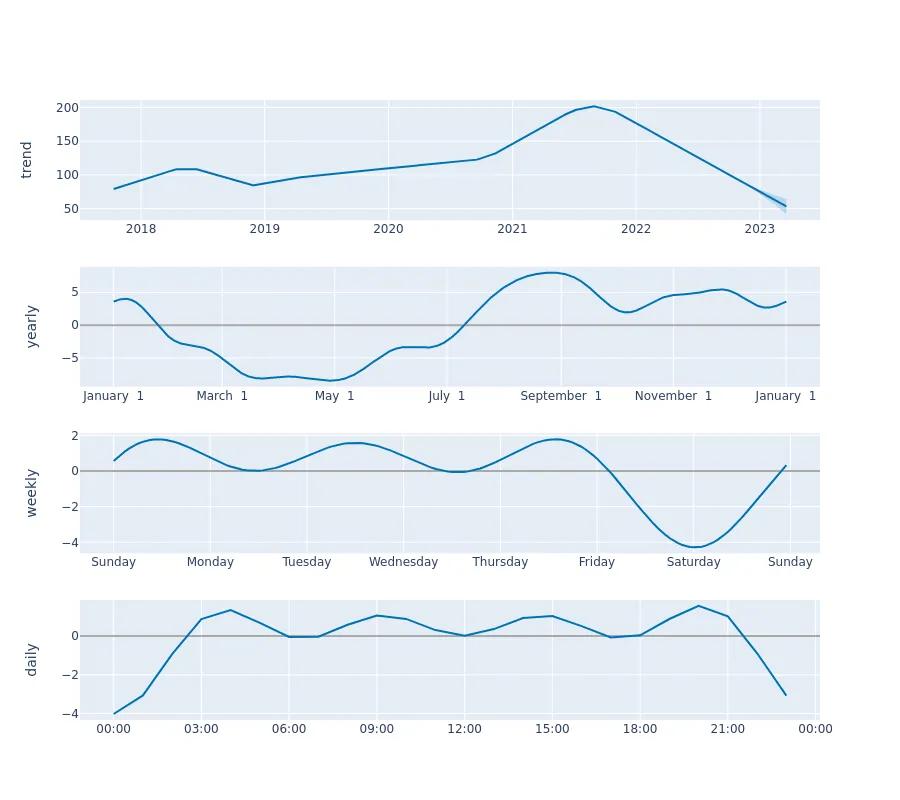 trend
200
150
100
50
2018 2019 2020 2021 2022 2023
yearly
5
0
−5
January 1 March 1 May 1 July 1 September 1 November 1 January 1
weekly
2
0
−2
−4
Sunday Monday Tuesday Wednesday Thursday Friday Saturday Sunday
daily
0
−2
−4
00:00 03:00 06:00 09:00 12:00 15:00 18:00 21:00 00:00